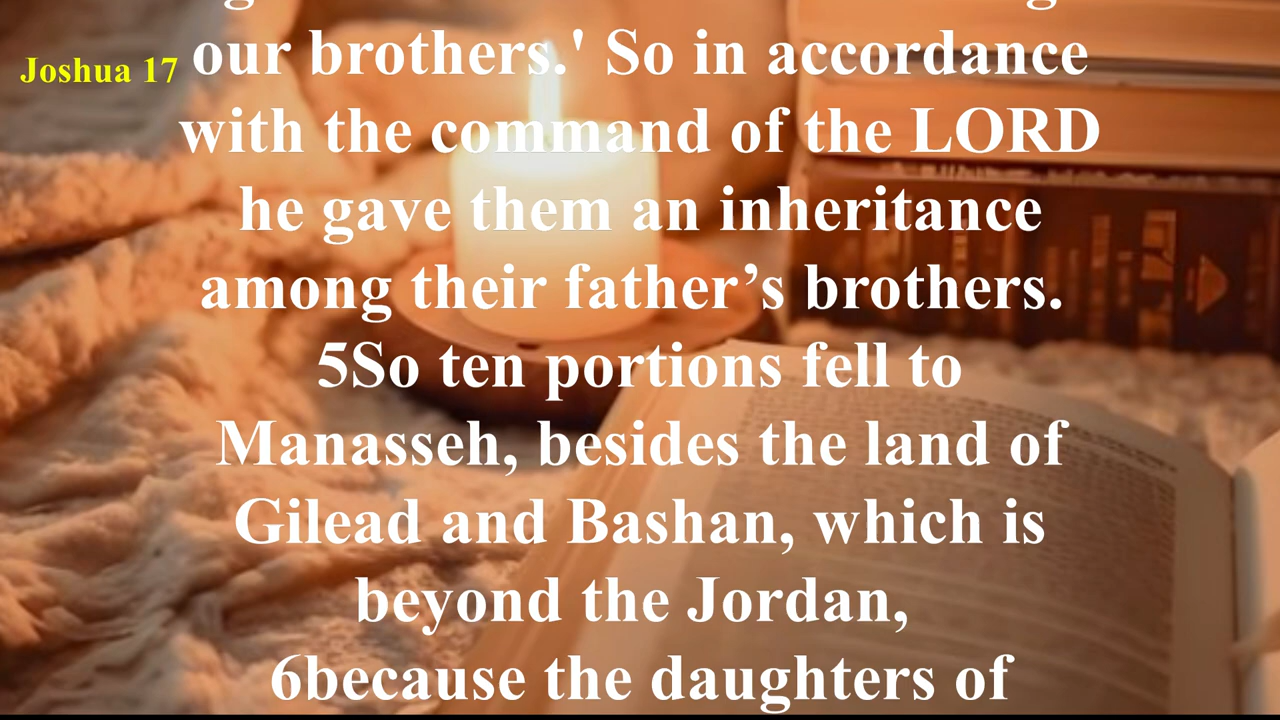 Joshua 17
our brothers.' So in accordance
with the command of the LORD
he gave them an inheritance
among their father’s brothers.
5So ten portions fell to
Manasseh, besides the land of
Gilead and Bashan, which is
beyond the Jordan,
6because the daughters of